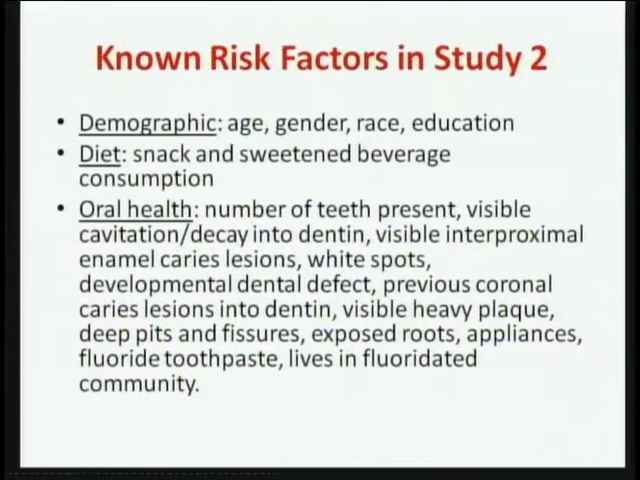 Known Risk Factors in Study 2
• Demographic: age, gender, race, education
• Diet: snack and sweetened beverage
consumption
• Oral health: number of teeth present, visible
cavitation/decay into dentin, visible interproximal
enamel caries lesions, white spots,
developmental dental defect, previous coronal
caries lesions into dentin, visible heavy plaque,
deep pits and fissures, exposed roots, appliances,
fluoride toothpaste, lives in fluoridated
community.